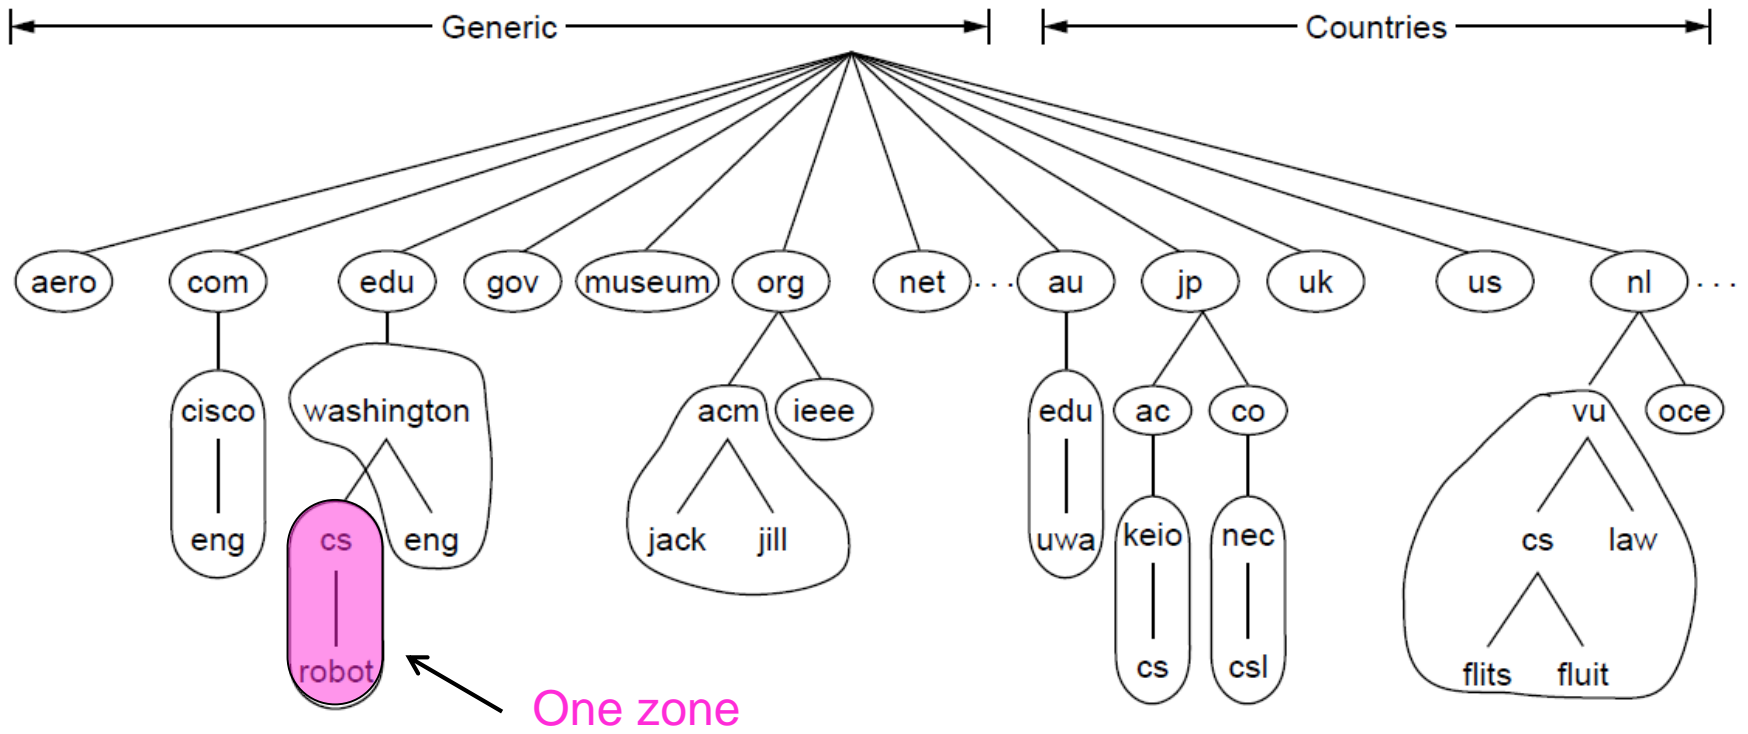 Generic Countries
aero com edu gov museum org net ... au jp uk us nl ...
cisco washington acm ieee edu ac co vu oce
eng cs eng jack jill uwa keio nec cs law
robot cs csl flits fluit
One zone